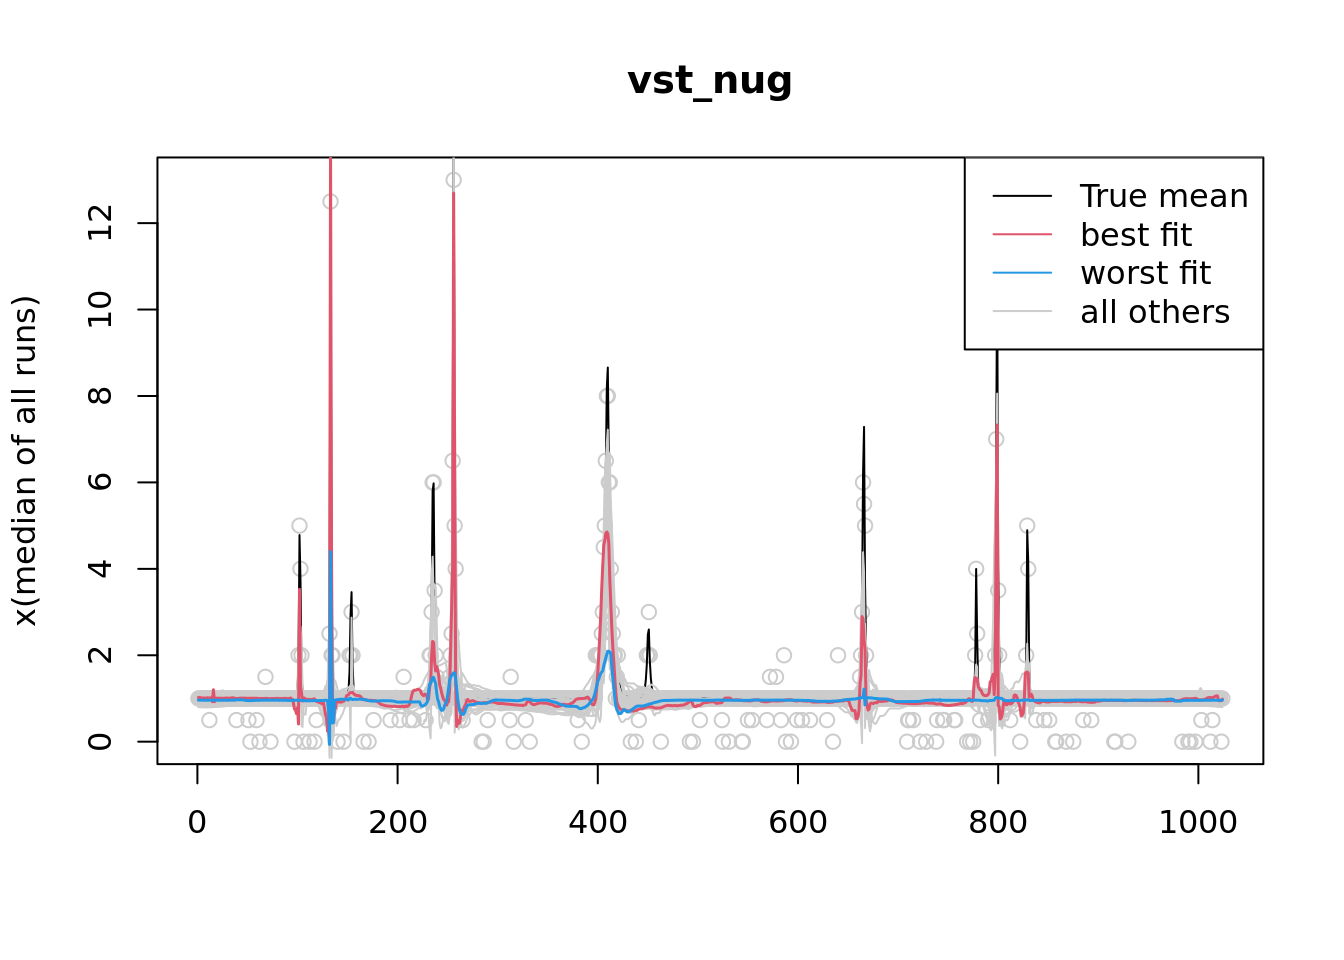 vst_nug
x(median of all runs)
12
10
8
6
4
2
0
True mean
best fit
worst fit
all others
0 200 400 600 800 1000